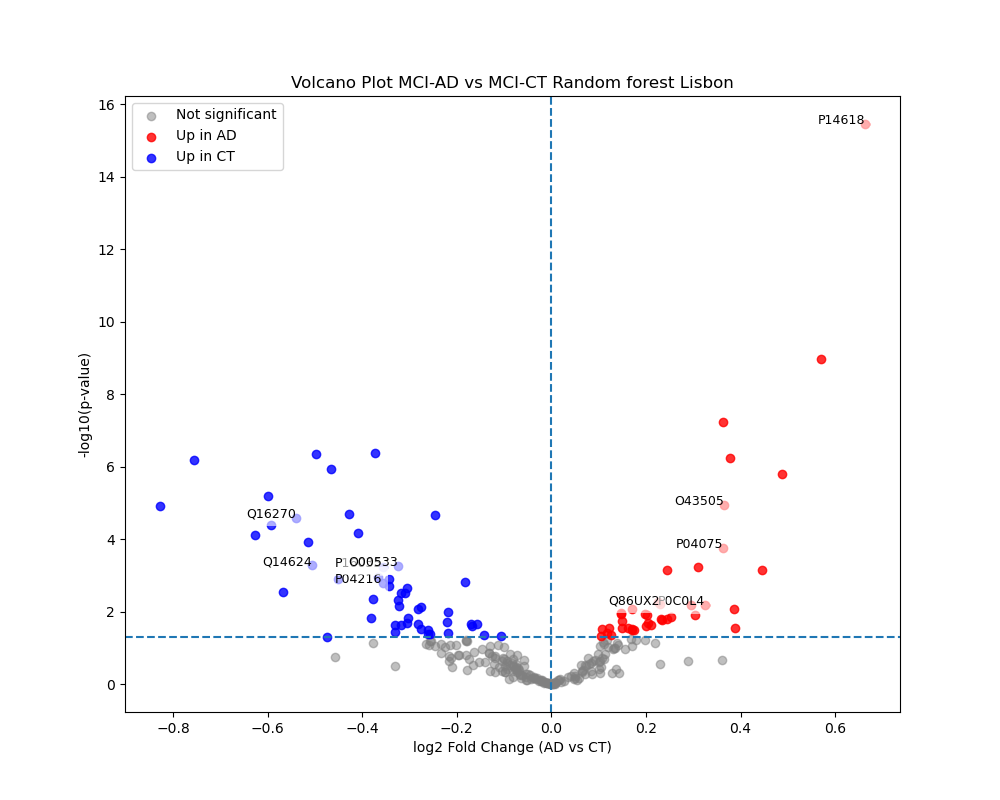 Volcano Plot MCI-AD vs MCI-CT Random forest Lisbon
Not significant
Up in AD
Up in CT
-log10(p-value)
16
14
12
10
8
6
4
2
0
P14618
O43505
P04075
Q86UX2
P0C0L4
Q16270
Q14624
O00533
P04216
−0.8
−0.6
−0.4
−0.2
0.0
0.2
0.4
0.6
log2 Fold Change (AD vs CT)